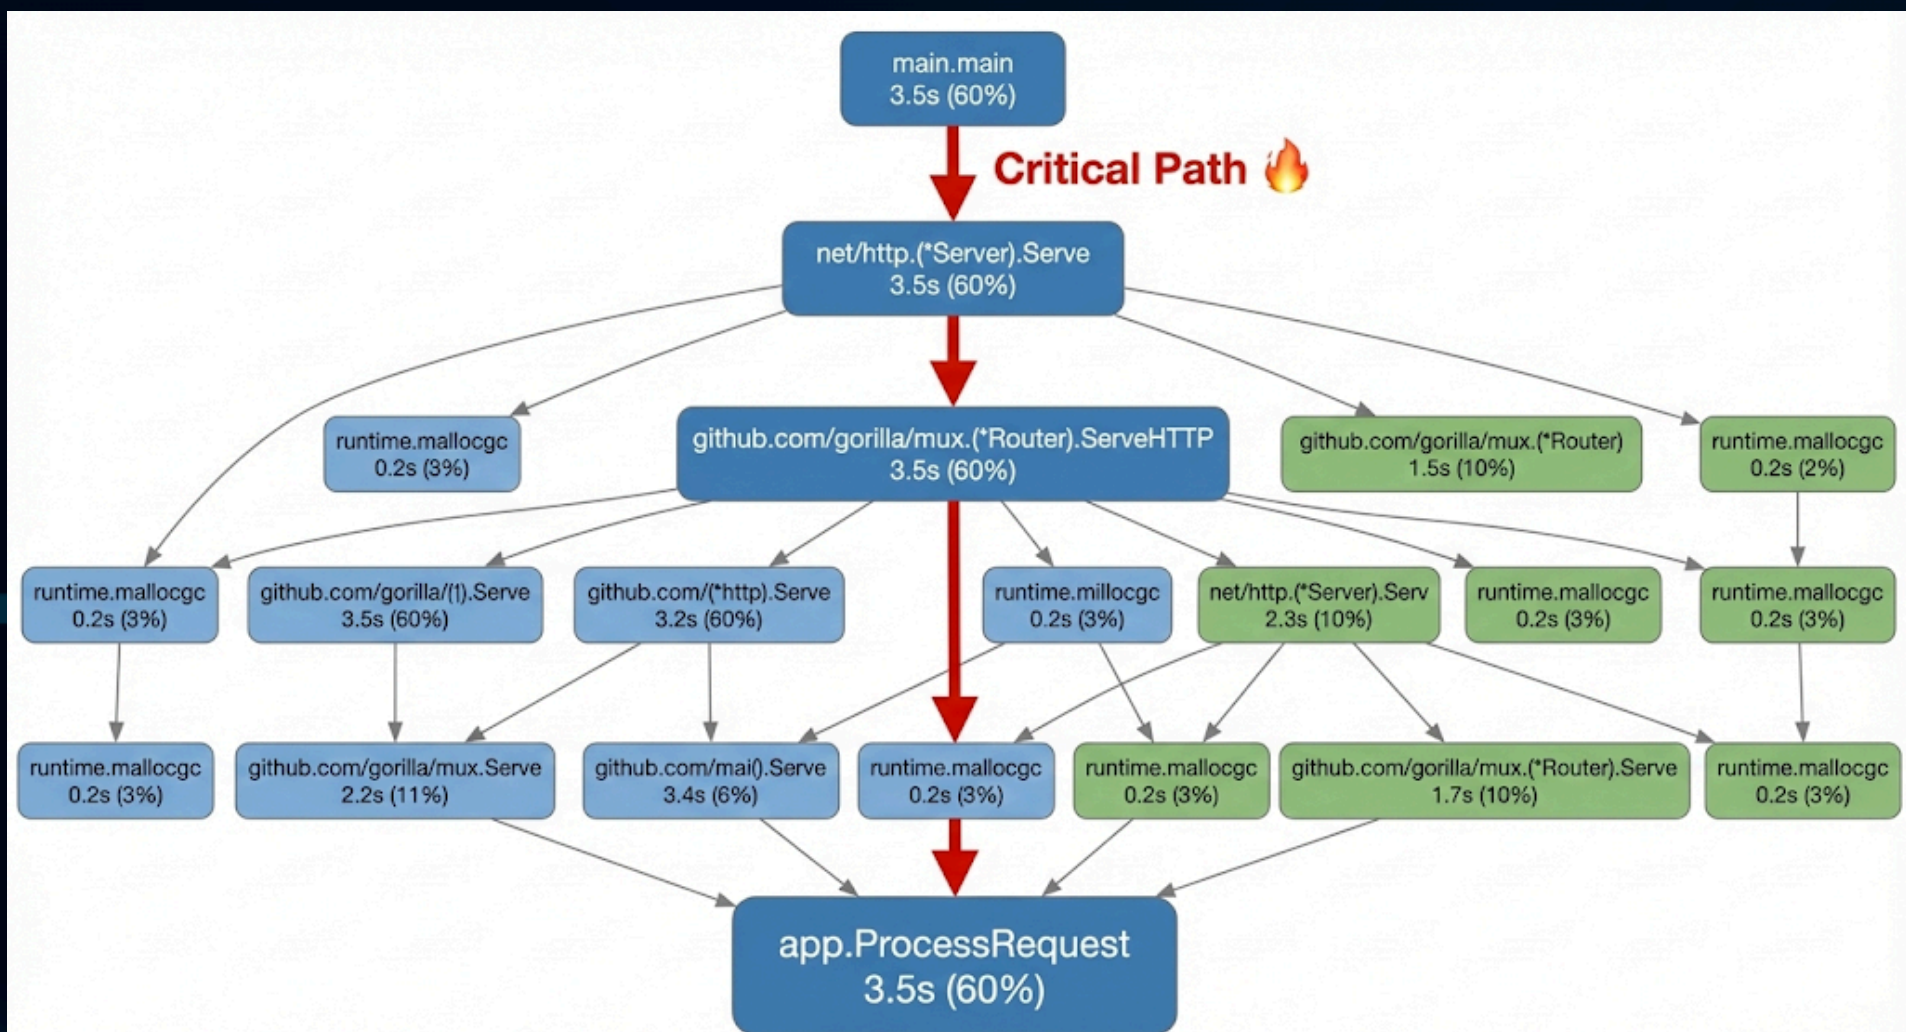 main.main
3.5s (60%)
Critical Path
net/http.(*Server).Serve
3.5s (60%)
runtime.mallocgc
0.2s (3%)
github.com/gorilla/mux.(*Router).ServeHTTP
3.5s (60%)
github.com/gorilla/mux.(*Router)
1.5s (10%)
runtime.mallocgc
0.2s (2%)
runtime.mallocgc
0.2s (3%)
github.com/gorilla/(1).Serve
3.5s (60%)
github.com/(*http).Serve
3.2s (60%)
runtime.millocgc
0.2s (3%)
net/http.(*Server).Serv
2.3s (10%)
runtime.mallocgc
0.2s (3%)
runtime.mallocgc
0.2s (3%)
runtime.mallocgc
0.2s (3%)
github.com/gorilla/mux.Serve
2.2s (11%)
github.com/mai().Serve
3.4s (6%)
runtime.mallocgc
0.2s (3%)
runtime.mallocgc
0.2s (3%)
github.com/gorilla/mux.(*Router).Serve
1.7s (10%)
runtime.mallocgc
0.2s (3%)
app.ProcessRequest
3.5s (60%)